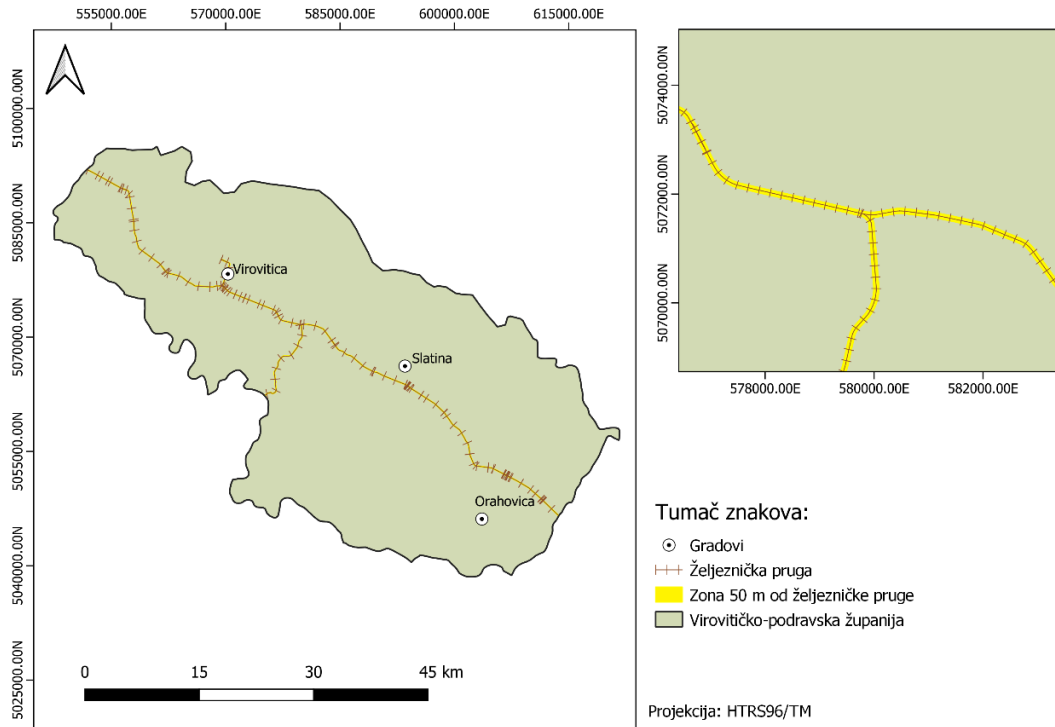 555000.00E 570000.00E 585000.00E 600000.00E 615000.00E
5100000.00N
5085000.00N
5070000.00N
5055000.00N
5040000.00N
5025000.00N
Virovitica
Slatina
Orahovica
0 15 30 45 km
5074000.00N
5072000.00N
5070000.00N
578000.00E 580000.00E 582000.00E
Tumač znakova:
Gradovi
Željeznička pruga
Zona 50 m od željezničke pruge
Virovitičko-podravska županija
Projekcija: HTRS96/TM